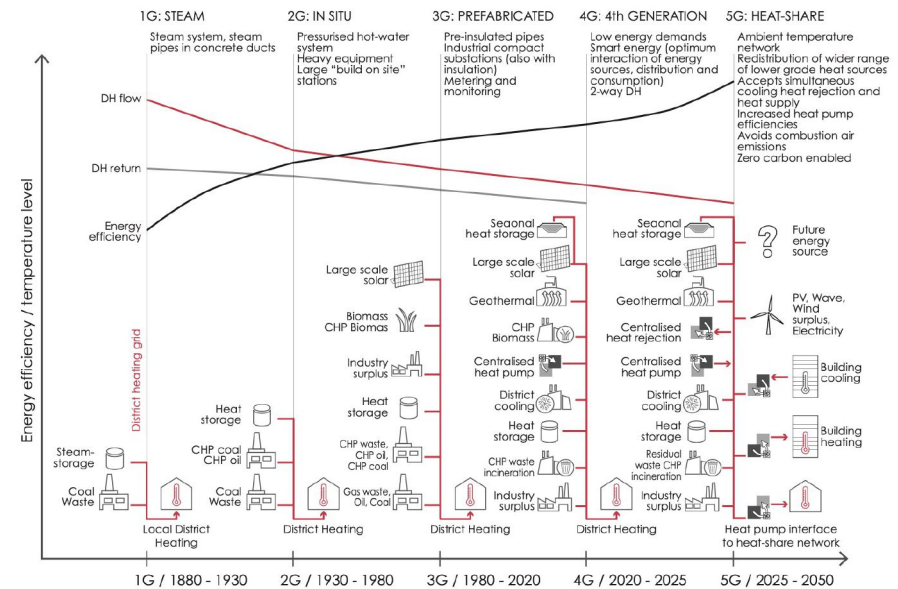 1G: STEAM
Steam system, steam
pipes in concrete ducts
2G: IN SITU
Pressurised hot-water
system
Heavy equipment
Large "build on site"
stations
3G: PREFABRICATED
Pre-insulated pipes
Industrial compact
substations (also with
insulation)
Metering and
monitoring
4G: 4th GENERATION
Low energy demands
Smart energy (optimum
interaction of energy
sources, distribution and
consumption)
2-way DH
5G: HEAT-SHARE
Ambient temperature
network
Redistribution of wider range
of lower grade heat sources
Accepts simultaneous
cooling heat rejection and
heat supply
Increased heat pump
efficiencies
Avoids combustion air
emissions
Zero carbon enabled
Energy efficiency / temperature level
DH flow
DH return
Energy
efficiency
District heating grid
Steam-
storage
Coal
Waste
Local District
Heating
Heat
storage
CHP coal
CHP oil
Coal
Waste
District Heating
Large scale
solar
Biomass
CHP Biomas
Industry
surplus
Heat
storage
CHP waste,
CHP oil,
CHP coal
Gas waste,
Oil, Coal
District Heating
Seaonal
heat storage
Large scale
solar
Geothermal
CHP
Biomass
Centralised
heat pump
District
cooling
Heat
storage
CHP waste
incineration
Industry
surplus
District Heating
Seaonal
heat storage
Large scale
solar
Geothermal
Centralised
heat rejection
Centralised
heat pump
District
cooling
Heat
storage
Residual
waste CHP
incineration
Industry
surplus
?
Future
energy
source
PV, Wave,
Wind
surplus,
Electricity
Building
cooling
Building
heating
Heat pump interface
to heat-share network
1G / 1880 - 1930
2G / 1930 - 1980
3G / 1980 - 2020
4G / 2020 - 2025
5G / 2025 - 2050